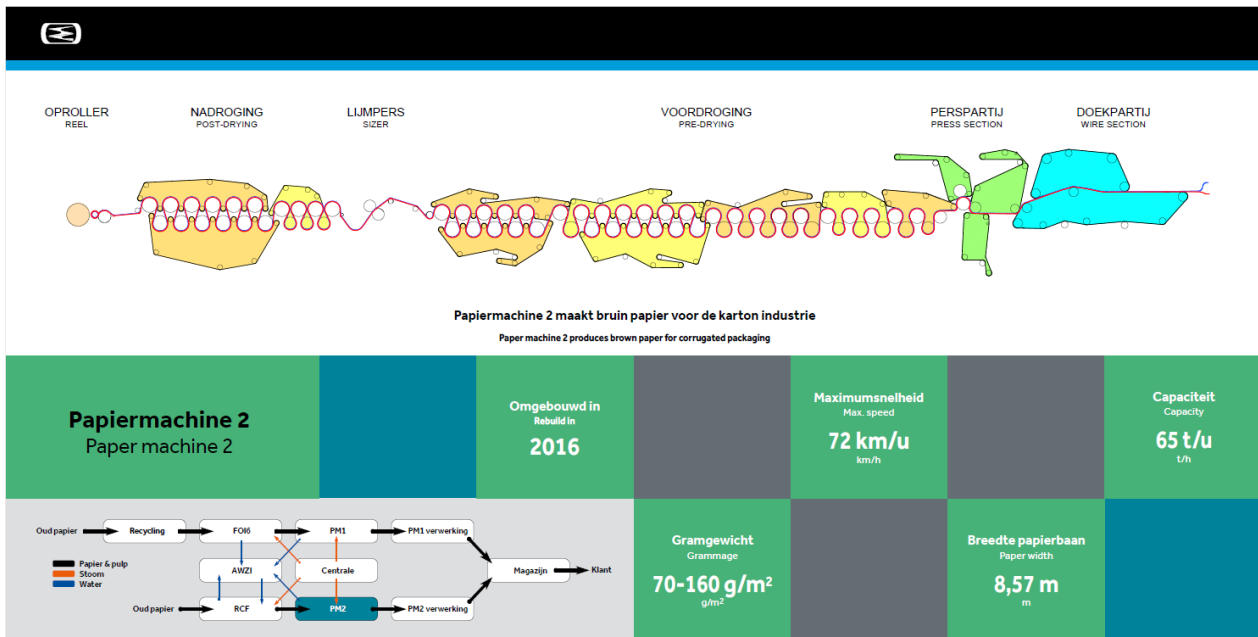 OPROLLER
REEL
NADROGING
POST-DRYING
LIJMPERS
SIZER
VOORDROGING
PRE-DRYING
PERSPARTIJ
PRESS SECTION
DOEKPARTIJ
WIRE SECTION
Papiermachine 2 maakt bruin papier voor de karton industrie
Paper machine 2 produces brown paper for corrugated packaging
Papiermachine 2
Paper machine 2
Omgebouwd in
Rebuild in
2016
Maximumsnelheid
Max. speed
72 km/u
km/h
Capaciteit
Capacity
65 t/u
t/h
Oud papier
Recycling
FOI6
PM1
PM1 verwerking
Papier & pulp
Stoom
Water
AWZI
Centrale
Magazijn
Klant
Oud papier
RCF
PM2
PM2 verwerking
Gramgewicht
Grammage
70-160 g/m²
g/m²
Breedte papierbaan
Paper width
8,57 m
m